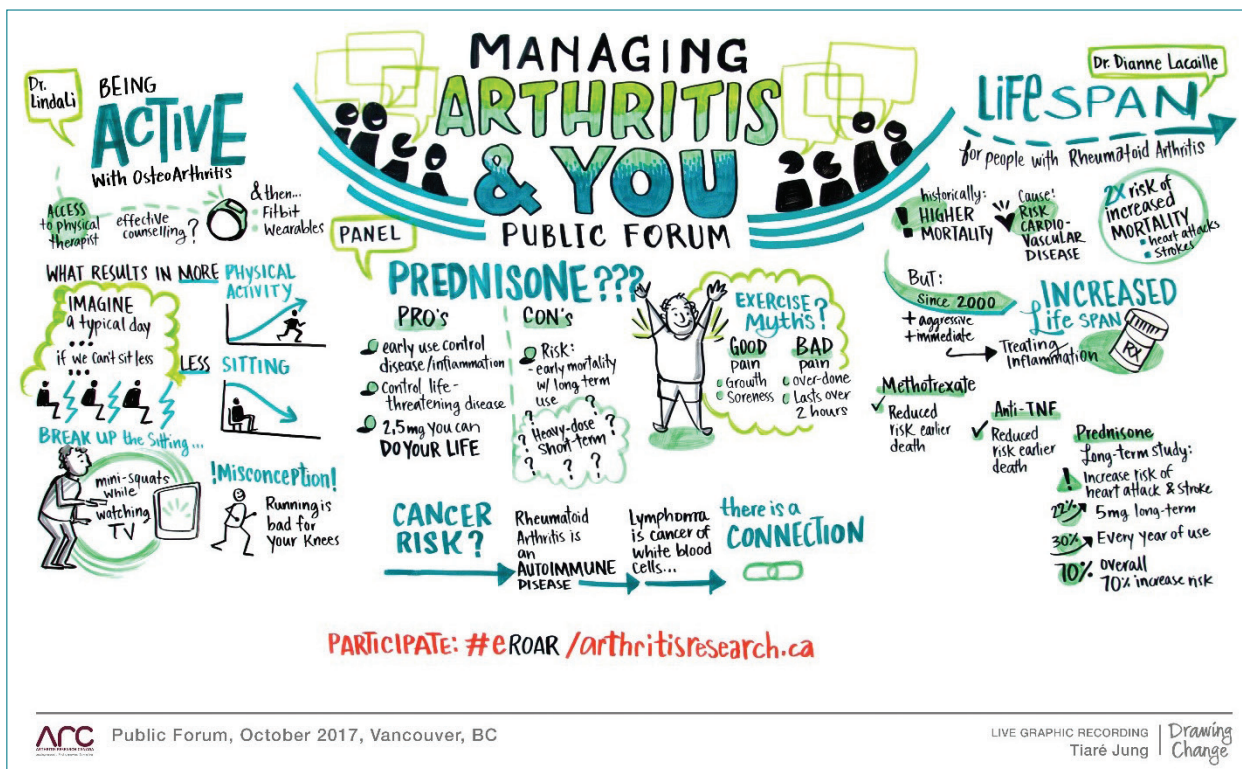 MANAGING
ARTHRITIS
& YOU
PUBLIC FORUM
Dr.
Linda Li
BEING
ACTIVE
With OsteoArthritis
ACCESS
to physical
therapist
effective
counselling?
& then...
Fitbit
Wearables
WHAT RESULTS IN MORE PHYSICAL
ACTIVITY
IMAGINE
a typical day
...
if we can't sit less
...
LESS SITTING
BREAK UP the Sitting...
mini-squats
while
watching
TV
!Misconception!
Running is
bad for
your Knees
PANEL
PREDNISONE???
PRO's
early use control
disease/inflammation
Control life-
threatening disease
2.5mg you can
DO YOUR LIFE
CON's
Risk:
-early mortality
w/ long term
use
? ? ?
? Heavy-dose ?
? Short-term ?
? ? ?
EXERCISE
Myths?
GOOD
pain
Growth
Soreness
BAD
pain
over-done
Lasts over
2 hours
CANCER
RISK?
Rheumatoid
Arthritis is
an
AUTOIMMUNE
DISEASE
Lymphoma
is cancer of
white blood
cells...
there is a
CONNECTION
Dr. Dianne Lacaille
LIFE SPAN
for people with Rheumatoid Arthritis
historically:
! HIGHER
MORTALITY
Cause!
RISK
CARDIO-
VASCULAR
DISEASE
2X risk of
increased
MORTALITY
heart attacks
strokes
BUT:
since 2000
+ aggressive
+ immediate
INCREASED
Life SPAN
Treating
Inflammation
RX
Methotrexate
✓ Reduced
risk earlier
death
Anti-TNF
✓ Reduced
risk earlier
death
Prednisone
Long-term study:
! Increase risk of
heart attack & stroke
22% 5mg long-term
30% Every year of use
70% overall
70% increase risk
PARTICIPATE: #eROAR /arthritisresearch.ca
ARC
ARTHRITIS RESEARCH CANADA
Public Forum, October 2017, Vancouver, BC
LIVE GRAPHIC RECORDING
Tiaré Jung
Drawing
Change